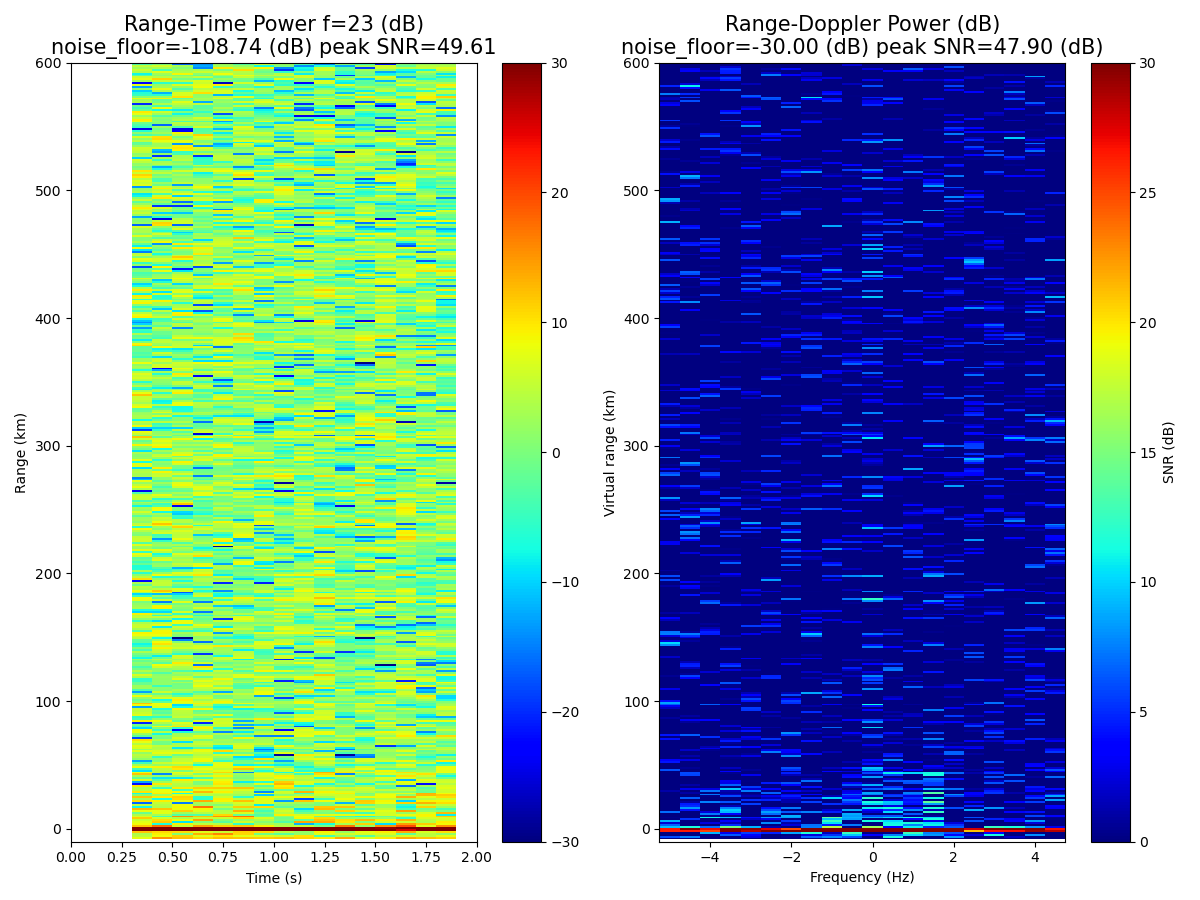 Range-Time Power f=23 (dB)
noise_floor=-108.74 (dB) peak SNR=49.61
Range-Doppler Power (dB)
noise_floor=-30.00 (dB) peak SNR=47.90 (dB)
Range (km)
600
500
400
300
200
100
0
0.00 0.25 0.50 0.75 1.00 1.25 1.50 1.75 2.00
Time (s)
30
20
10
0
−10
−20
−30
Virtual range (km)
600
500
400
300
200
100
0
−4 −2 0 2 4
Frequency (Hz)
30
25
20
15
10
5
0
SNR (dB)